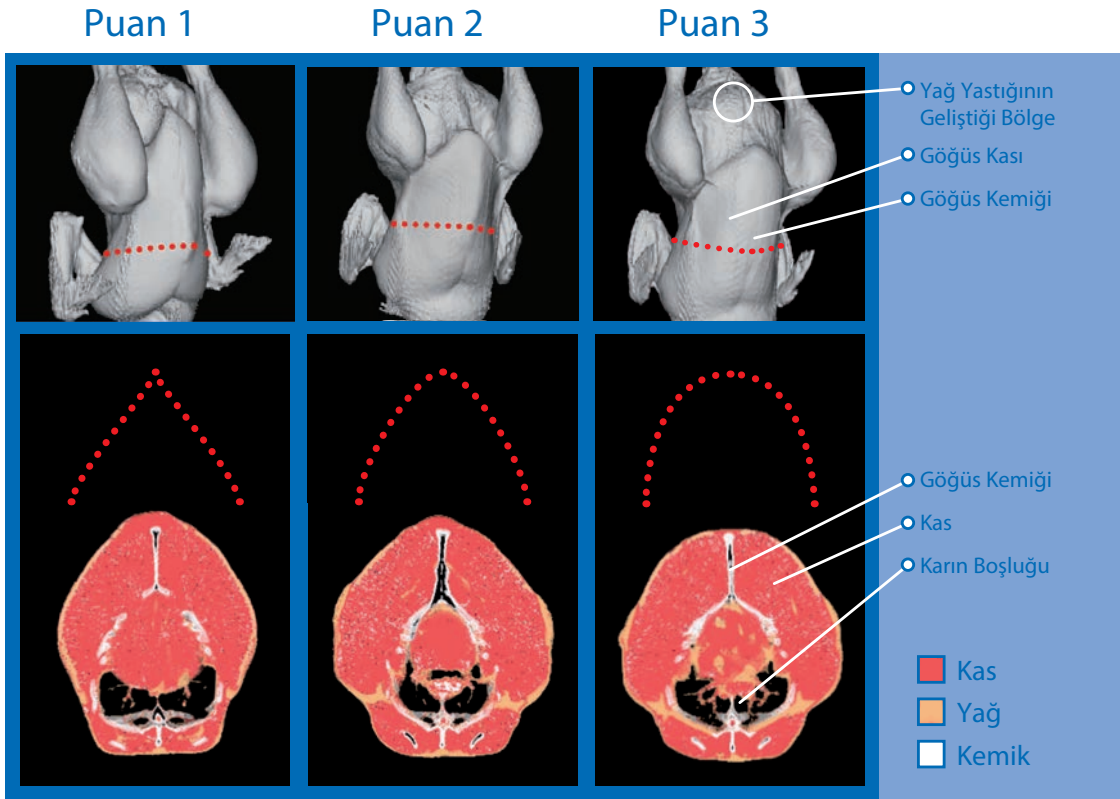 Puan 1
Puan 2
Puan 3
Yağ Yastığının
Geliştiği Bölge
Göğüs Kası
Göğüs Kemiği
Göğüs Kemiği
Kas
Karın Boşluğu
Kas
Yağ
Kemik